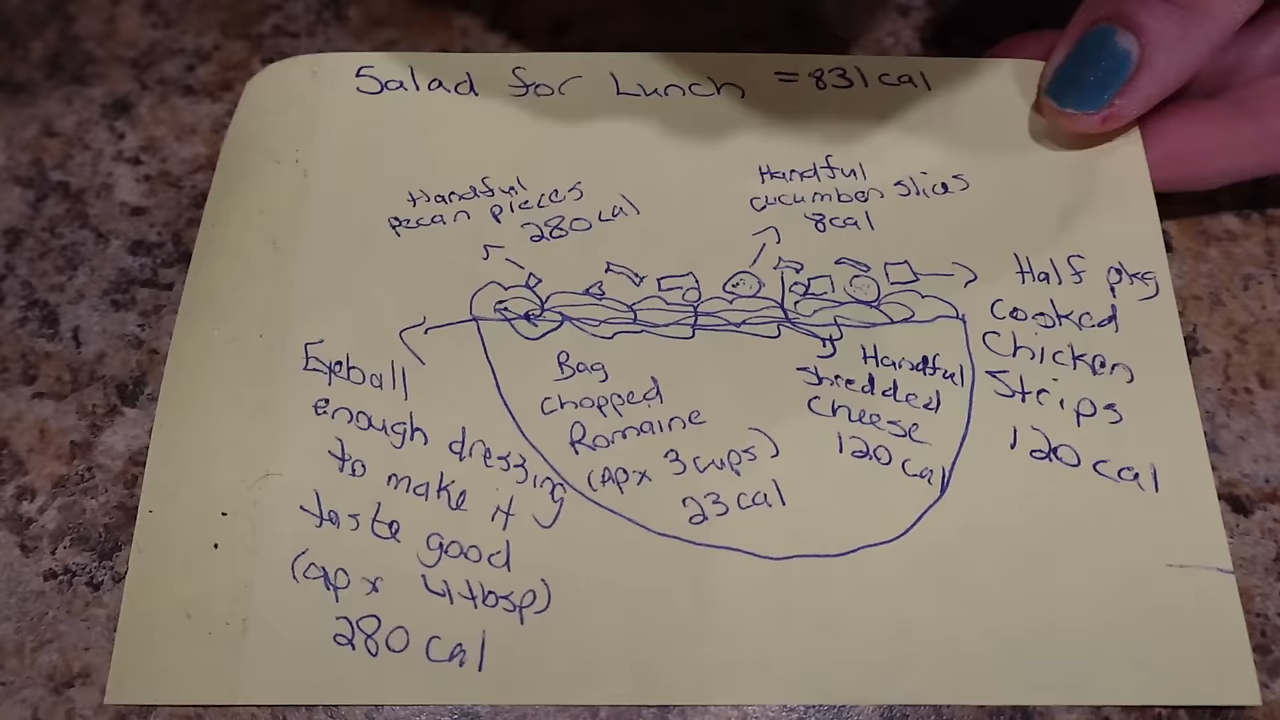 Salad for Lunch = 831 cal
Handful
pecan pieces
280 cal
Handful
cucumber slices
8cal
Half pkg
Cooked
Chicken
Strips
120 cal
Eyeball
enough dressing
to make it
taste good
(apx 4 tbsp)
280 cal
Bag
chopped
Romaine
(apx 3 cups)
23 cal
Handful
shredded
Cheese
120 cal